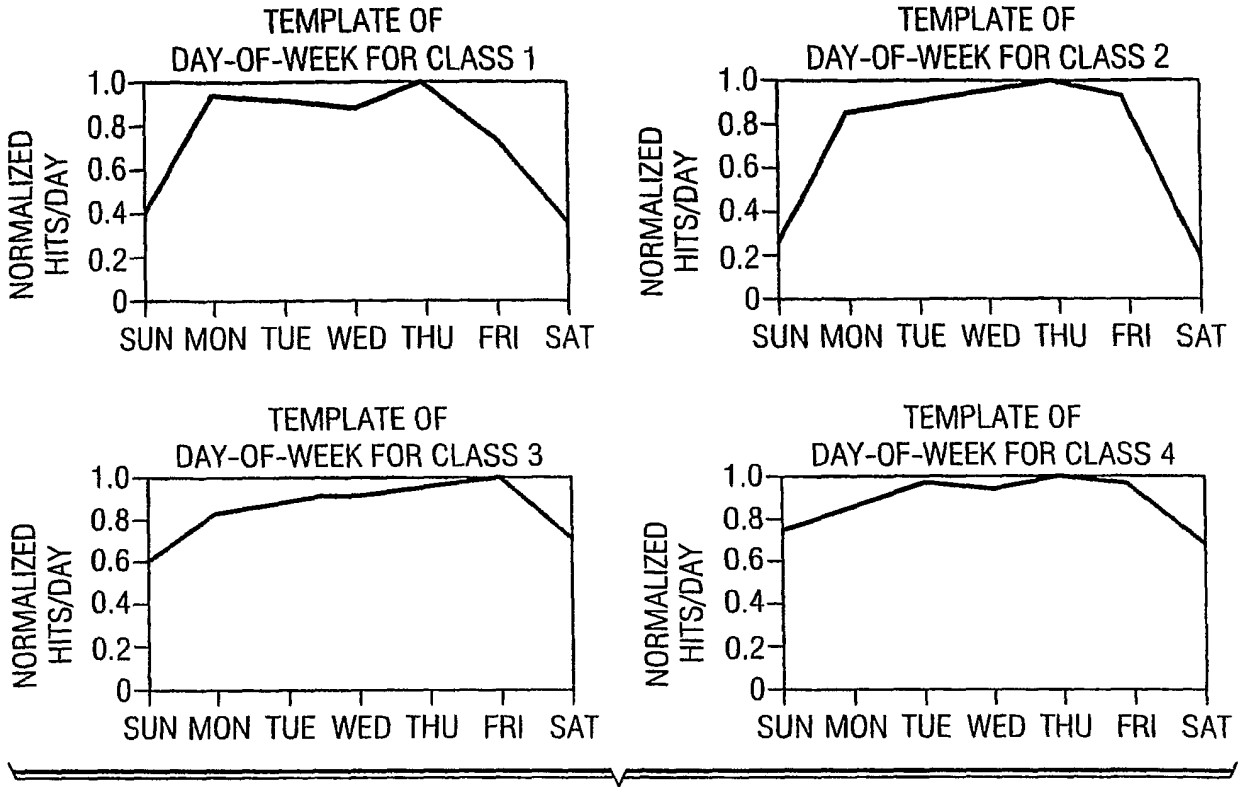 TEMPLATE OF
DAY-OF-WEEK FOR CLASS 1
NORMALIZED
HITS/DAY
1.0
0.8
0.6
0.4
0.2
0
SUN MON TUE WED THU FRI SAT
TEMPLATE OF
DAY-OF-WEEK FOR CLASS 2
NORMALIZED
HITS/DAY
1.0
0.8
0.6
0.4
0.2
0
SUN MON TUE WED THU FRI SAT
TEMPLATE OF
DAY-OF-WEEK FOR CLASS 3
NORMALIZED
HITS/DAY
1.0
0.8
0.6
0.4
0.2
0
SUN MON TUE WED THU FRI SAT
TEMPLATE OF
DAY-OF-WEEK FOR CLASS 4
NORMALIZED
HITS/DAY
1.0
0.8
0.6
0.4
0.2
0
SUN MON TUE WED THU FRI SAT